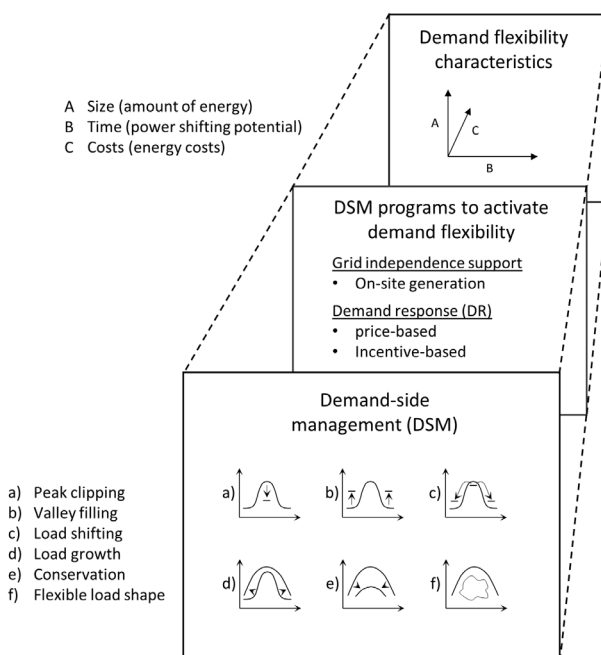 Demand flexibility
characteristics
A Size (amount of energy)
B Time (power shifting potential)
C Costs (energy costs)
A
C
B
DSM programs to activate
demand flexibility
Grid independence support
• On-site generation
Demand response (DR)
• price-based
• Incentive-based
Demand-side
management (DSM)
a) Peak clipping
b) Valley filling
c) Load shifting
d) Load growth
e) Conservation
f) Flexible load shape
a) b) c)
d) e) f)